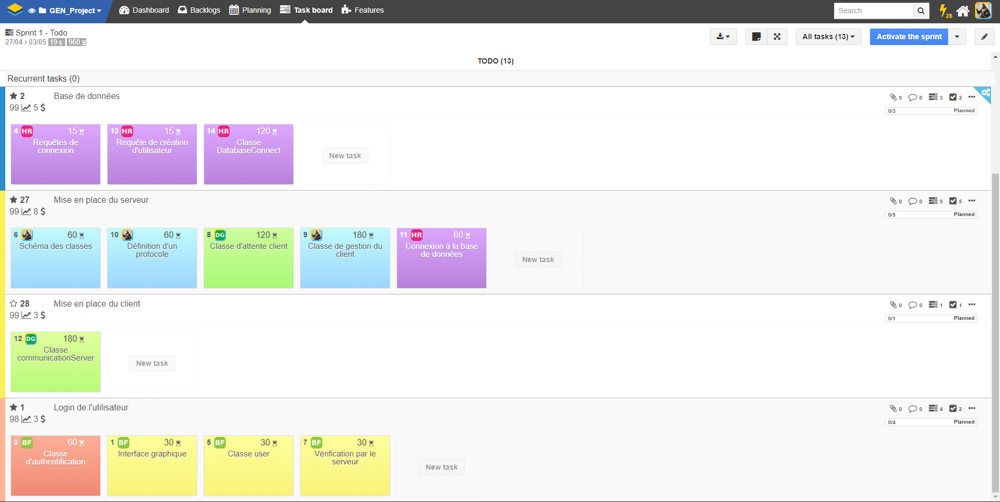 GEN_Project Dashboard Backlogs Planning Task board Features Search 28
Sprint 1 - Todo
27/04 › 03/05 19 $ 960
All tasks (13) Activate the sprint
TODO (13)
Recurrent tasks (0)
2 Base de données 0 0 3 2
99 5 $
0/3 Planned
4 HR 15
Requêtes de
connexion
13 HR 15
Requête de création
d'utilisateur
14 HR 120
Classe
DatabaseConnect
New task
27 Mise en place du serveur 0 0 5 5
99 8 $
0/5 Planned
6 60
Schéma des classes
10 60
Définition d'un
protocole
8 DG 120
Classe d'attente client
9 180
Classe de gestion du
client
11 HR 60
Connexion à la base
de données
New task
28 Mise en place du client 0 0 1 1
99 3 $
0/1 Planned
12 DG 180
Classe
communicationServer
New task
1 Login de l'utilisateur 0 0 4 2
98 3 $
0/4 Planned
3 BF 60
Classe
d'authentification
1 BF 30
Interface graphique
5 BF 30
Classe user
7 BF 30
Vérification par le
serveur
New task